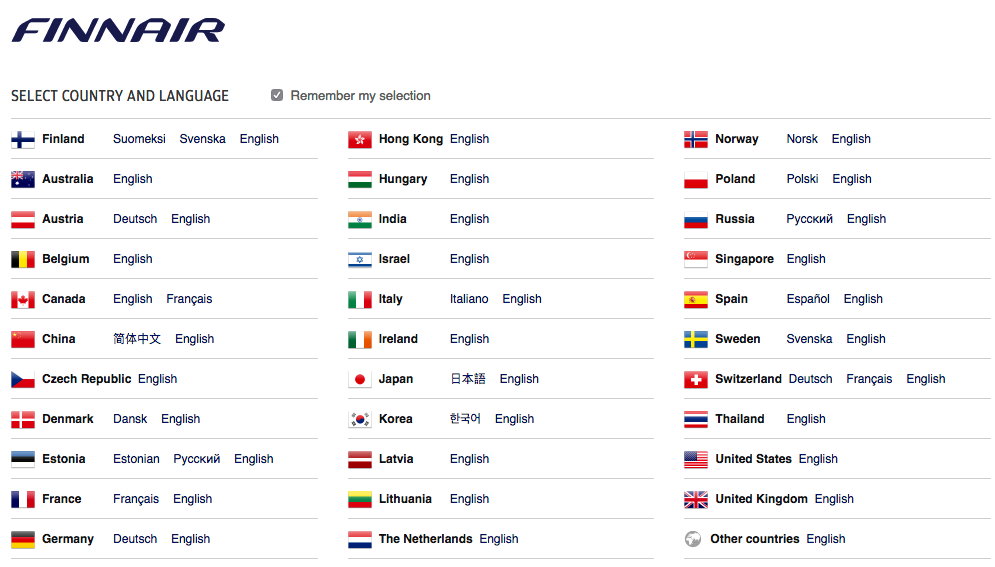 FINNAIR
SELECT COUNTRY AND LANGUAGE Remember my selection
Finland Suomeksi Svenska English
Australia English
Austria Deutsch English
Belgium English
Canada English Français
China 简体中文 English
Czech Republic English
Denmark Dansk English
Estonia Estonian Русский English
France Français English
Germany Deutsch English
Hong Kong English
Hungary English
India English
Israel English
Italy Italiano English
Ireland English
Japan 日本語 English
Korea 한국어 English
Latvia English
Lithuania English
The Netherlands English
Norway Norsk English
Poland Polski English
Russia Русский English
Singapore English
Spain Español English
Sweden Svenska English
Switzerland Deutsch Français English
Thailand English
United States English
United Kingdom English
Other countries English